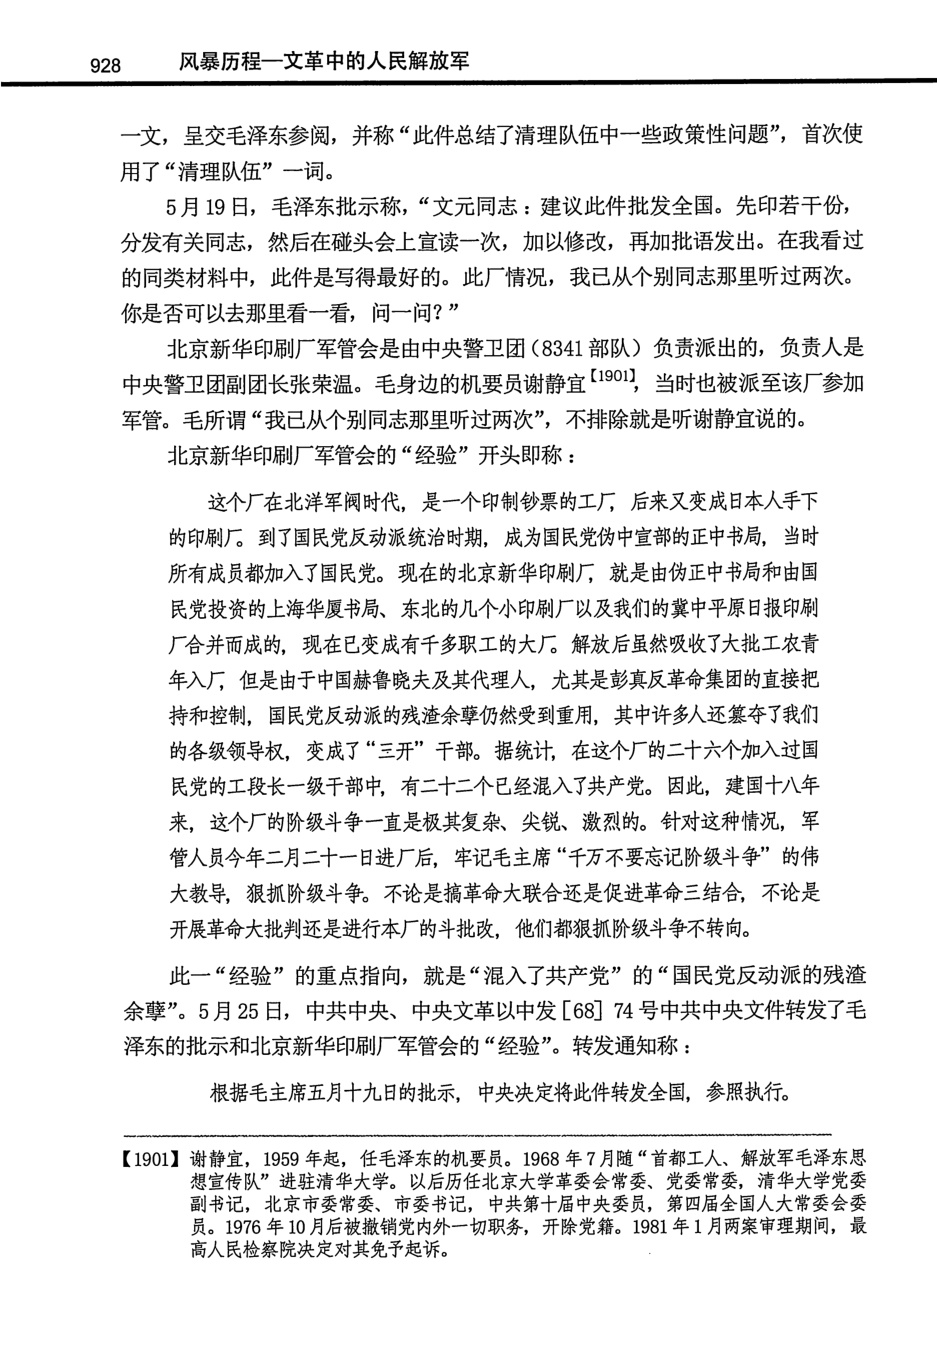 928 风暴历程—文革中的人民解放军
一文，呈交毛泽东参阅，并称“此件总结了清理队伍中一些政策性问题”，首次使
用了“清理队伍”一词。
5月19日，毛泽东批示称，“文元同志：建议此件批发全国。先印若干份，
分发有关同志，然后在碰头会上宣读一次，加以修改，再加批语发出。在我看过
的同类材料中，此件是写得最好的。此厂情况，我已从个别同志那里听过两次。
你是否可以去那里看一看，问一问？”
北京新华印刷厂军管会是由中央警卫团（8341部队）负责派出的，负责人是
中央警卫团副团长张荣温。毛身边的机要员谢静宜【1901】，当时也被派至该厂参加
军管。毛所谓“我已从个别同志那里听过两次”，不排除就是听谢静宜说的。
北京新华印刷厂军管会的“经验”开头即称：
这个厂在北洋军阀时代，是一个印制钞票的工厂，后来又变成日本人手下
的印刷厂。到了国民党反动派统治时期，成为国民党伪中宣部的正中书局，当时
所有成员都加入了国民党。现在的北京新华印刷厂，就是由伪正中书局和由国
民党投资的上海华厦书局、东北的几个小印刷厂以及我们的冀中平原日报印刷
厂合并而成的，现在已变成有千多职工的大厂。解放后虽然吸收了大批工农青
年入厂，但是由于中国赫鲁晓夫及其代理人，尤其是彭真反革命集团的直接把
持和控制，国民党反动派的残渣余孽仍然受到重用，其中许多人还篡夺了我们
的各级领导权，变成了“三开”干部。据统计，在这个厂的二十六个加入过国
民党的工段长一级干部中，有二十二个已经混入了共产党。因此，建国十八年
来，这个厂的阶级斗争一直是极其复杂、尖锐、激烈的。针对这种情况，军
管人员今年二月二十一日进厂后，牢记毛主席“千万不要忘记阶级斗争”的伟
大教导，狠抓阶级斗争。不论是搞革命大联合还是促进革命三结合，不论是
开展革命大批判还是进行本厂的斗批改，他们都狠抓阶级斗争不转向。
此一“经验”的重点指向，就是“混入了共产党”的“国民党反动派的残渣
余孽”。5月25日，中共中央、中央文革以中发［68］74号中共中央文件转发了毛
泽东的批示和北京新华印刷厂军管会的“经验”。转发通知称：
根据毛主席五月十九日的批示，中央决定将此件转发全国，参照执行。
【1901】谢静宜，1959年起，任毛泽东的机要员。1968年7月随“首都工人、解放军毛泽东思
想宣传队”进驻清华大学。以后历任北京大学革委会常委、党委常委，清华大学党委
副书记，北京市委常委、市委书记，中共第十届中央委员，第四届全国人大常委会委
员。1976年10月后被撤销党内外一切职务，开除党籍。1981年1月两案审理期间，最
高人民检察院决定对其免予起诉。